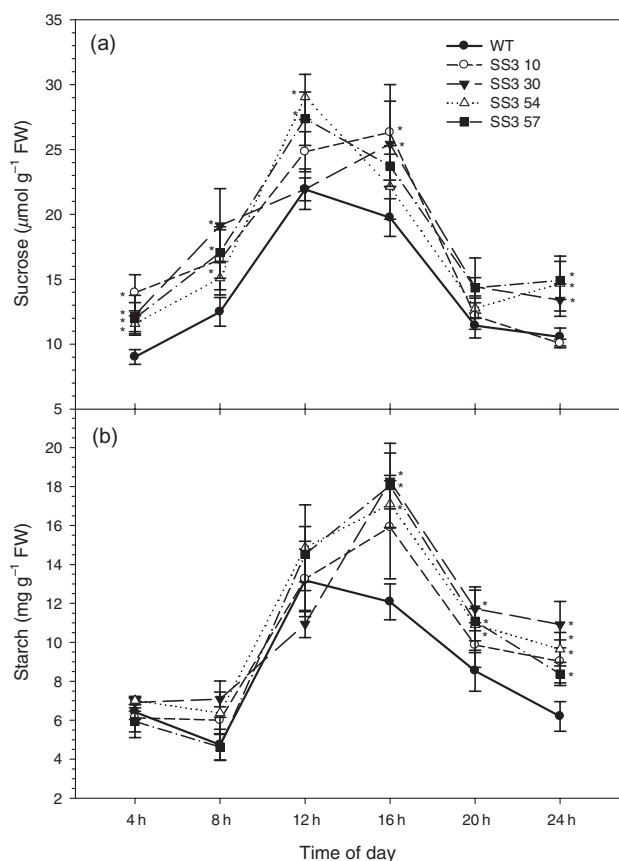 (a)
WT
SS3 10
SS3 30
SS3 54
SS3 57
35
30
25
20
15
10
5
Sucrose (μmol g⁻¹ FW)
* * * * * * * * * * * * * * *
(b)
20
18
16
14
12
10
8
6
4
2
Starch (mg g⁻¹ FW)
* * * * * * * * * *
4 h 8 h 12 h 16 h 20 h 24 h
Time of day